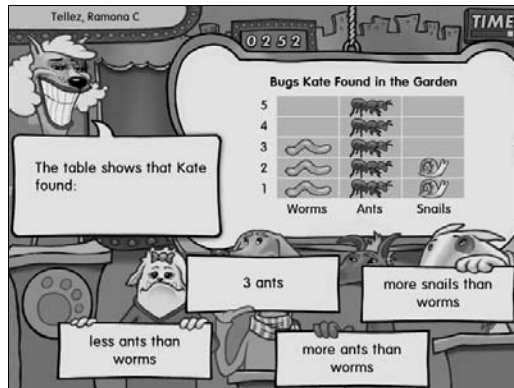 Tellez, Ramona C
0252
TIME
Bugs Kate Found in the Garden
5
4
3
2
1
Worms Ants Snails
The table shows that Kate
found:
3 ants
more snails than
worms
less ants than
worms
more ants than
worms